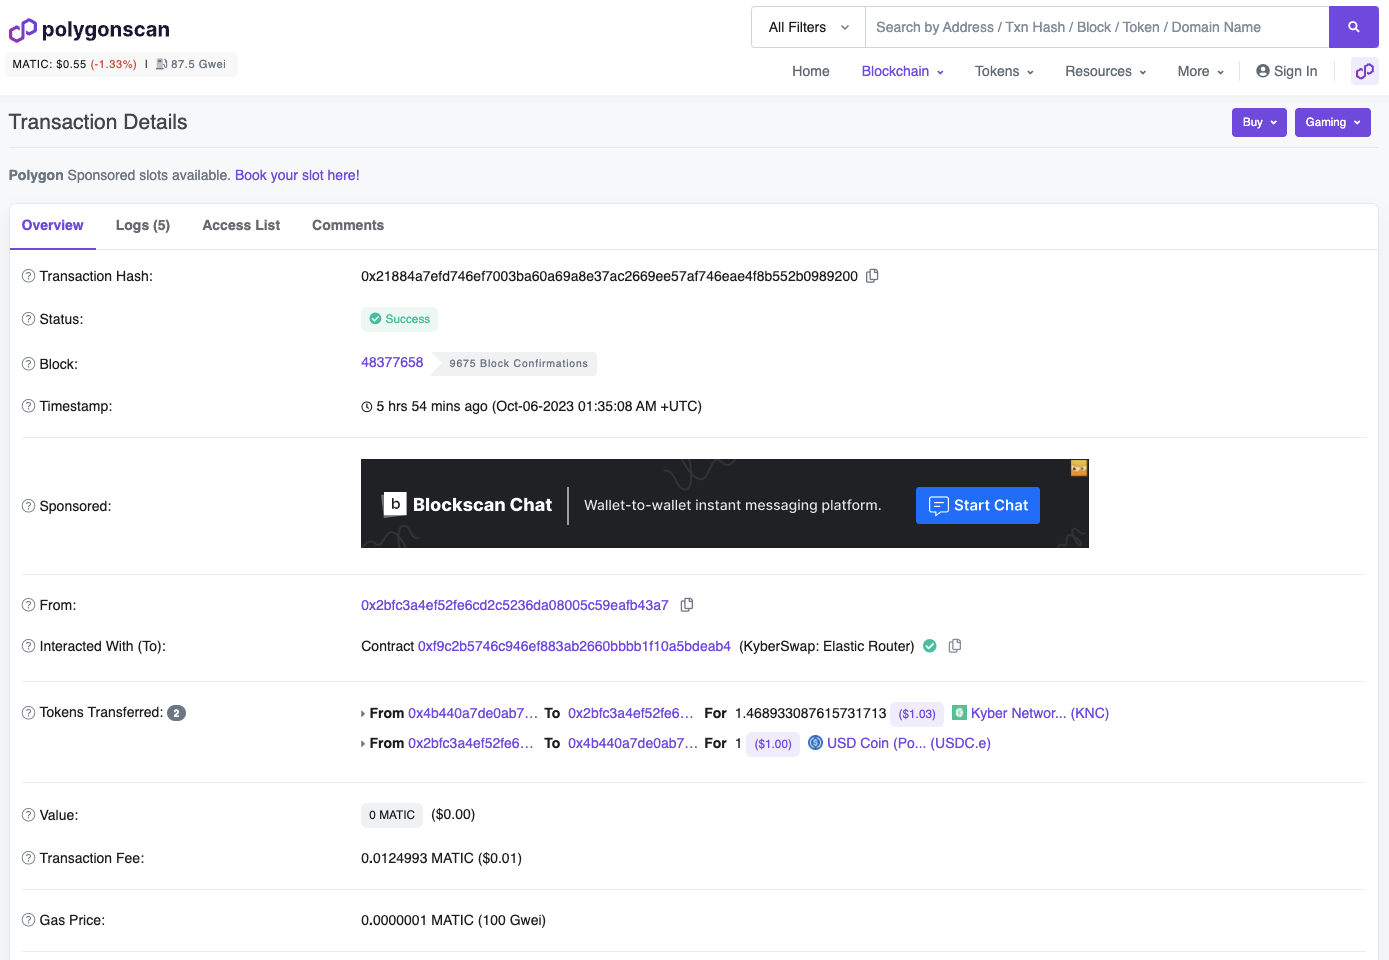 polygonscan
All Filters
Search by Address / Txn Hash / Block / Token / Domain Name
MATIC: $0.55 (-1.33%) | 87.5 Gwei
Home Blockchain Tokens Resources More Sign In
Transaction Details
Buy Gaming
Polygon Sponsored slots available. Book your slot here!
Overview Logs (5) Access List Comments
Transaction Hash: 0x21884a7efd746ef7003ba60a69a8e37ac2669ee57af746eae4f8b552b0989200
Status: Success
Block: 48377658 9675 Block Confirmations
Timestamp: 5 hrs 54 mins ago (Oct-06-2023 01:35:08 AM +UTC)
Sponsored: b Blockscan Chat Wallet-to-wallet instant messaging platform. Start Chat
From: 0x2bfc3a4ef52fe6cd2c5236da08005c59eafb43a7
Interacted With (To): Contract 0xf9c2b5746c946ef883ab2660bbbb1f10a5bdeab4 (KyberSwap: Elastic Router)
Tokens Transferred: 2 From 0x4b440a7de0ab7... To 0x2bfc3a4ef52fe6... For 1.468933087615731713 ($1.03) Kyber Networ... (KNC)
From 0x2bfc3a4ef52fe6... To 0x4b440a7de0ab7... For 1 ($1.00) USD Coin (Po... (USDC.e)
Value: 0 MATIC ($0.00)
Transaction Fee: 0.0124993 MATIC ($0.01)
Gas Price: 0.0000001 MATIC (100 Gwei)